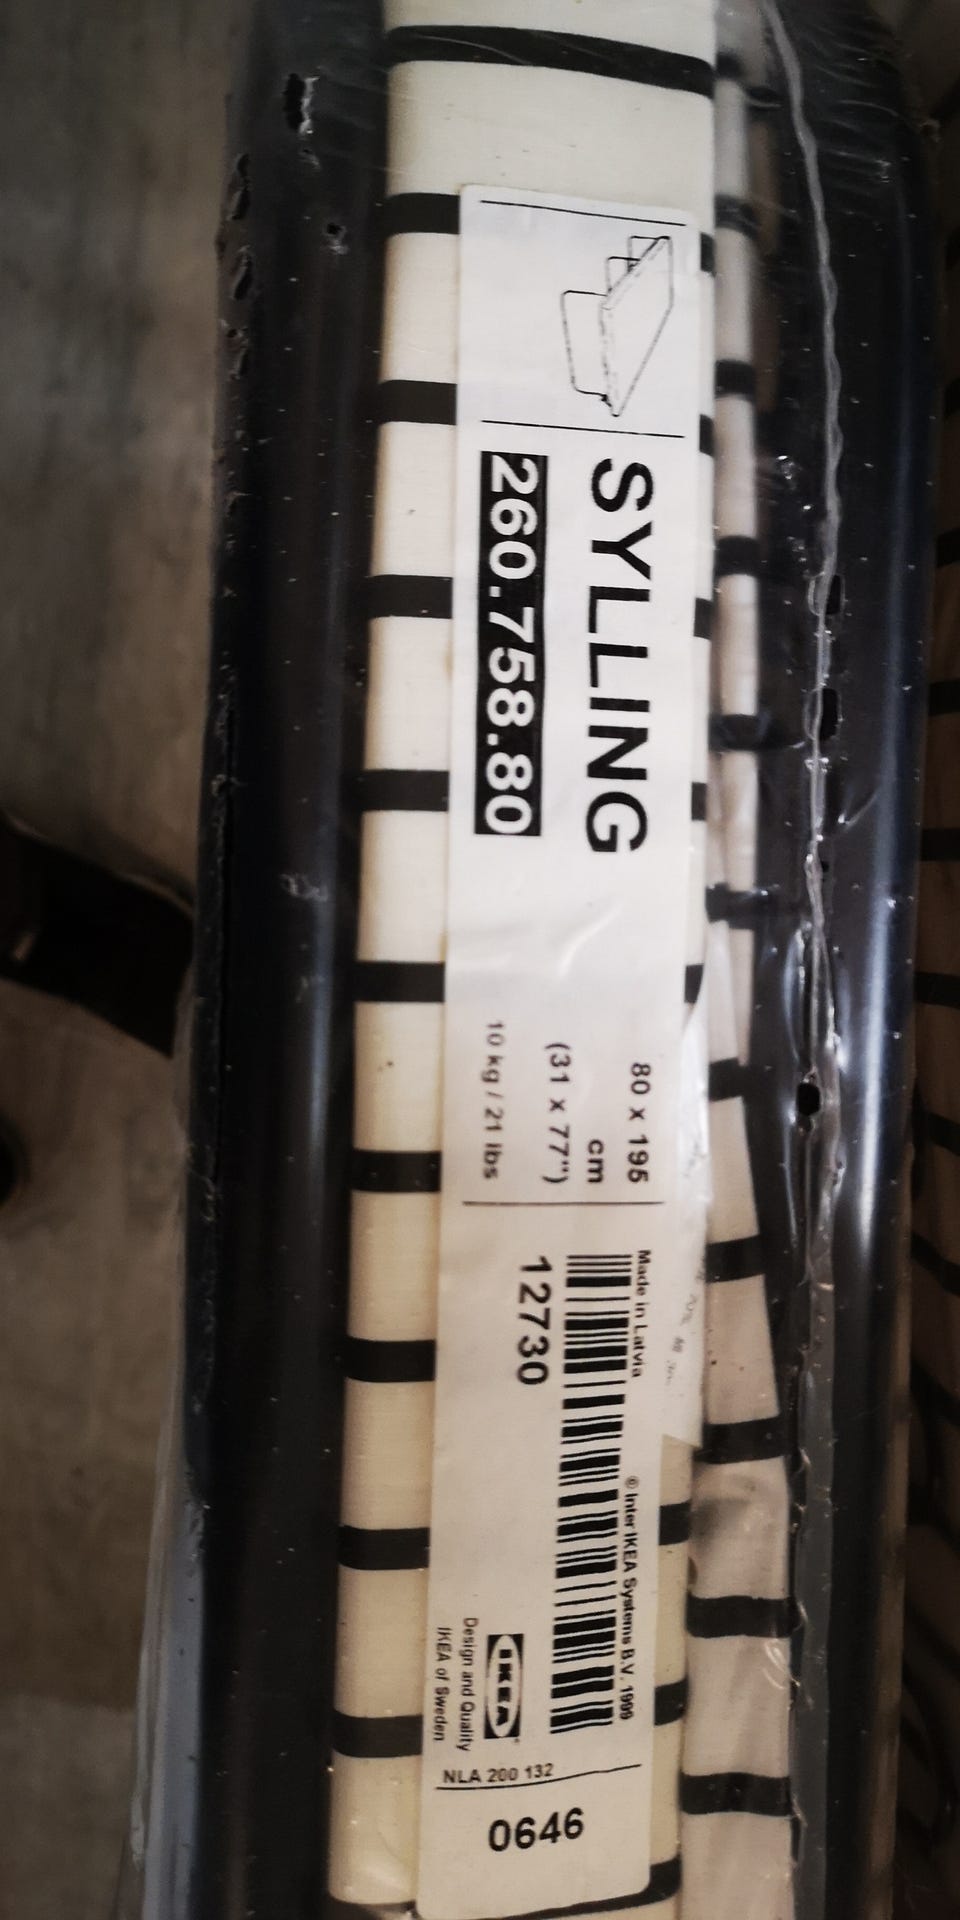 SYLLING
260.758.80
80 x 195
cm
(31 x 77")
10 kg / 21 lbs
Made in Latvia
© Inter IKEA Systems B.V. 1999
12730
IKEA
Design and Quality
IKEA of Sweden
NLA 200 132
0646